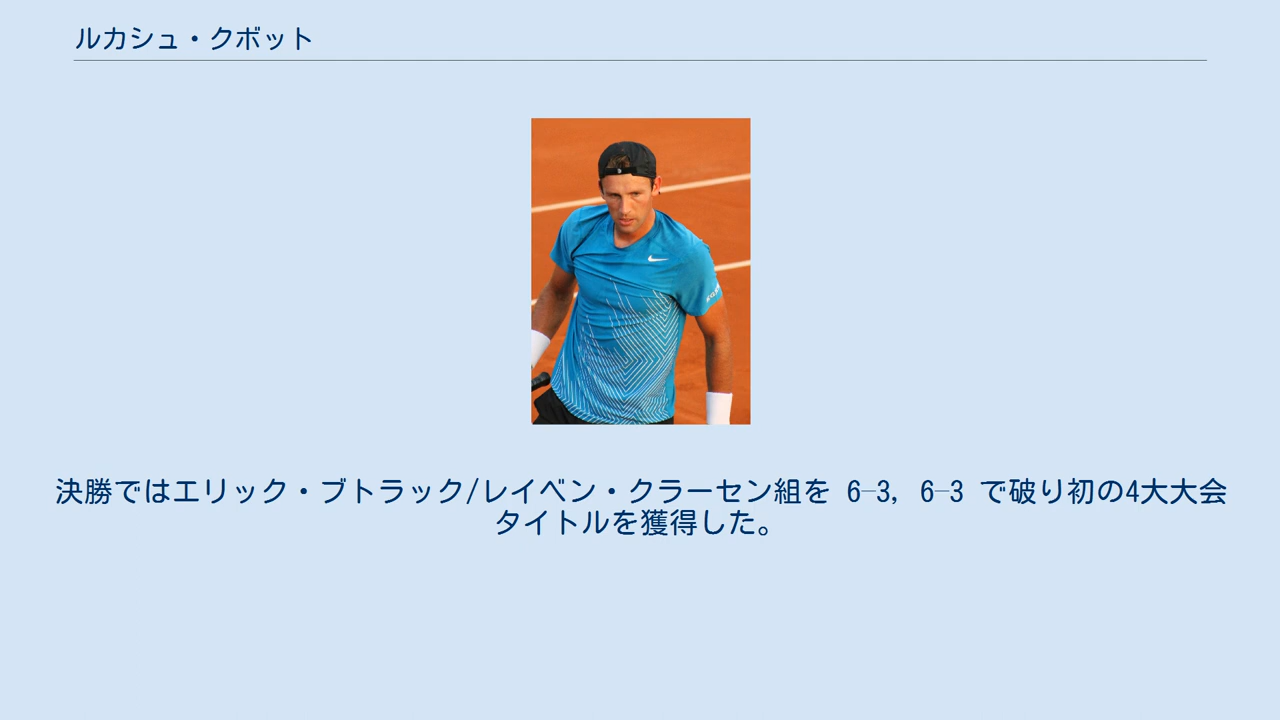 ルカシュ・クボット
決勝ではエリック・ブトラック/レイベン・クラーセン組を 6–3, 6–3 で破り初の4大大会
タイトルを獲得した。